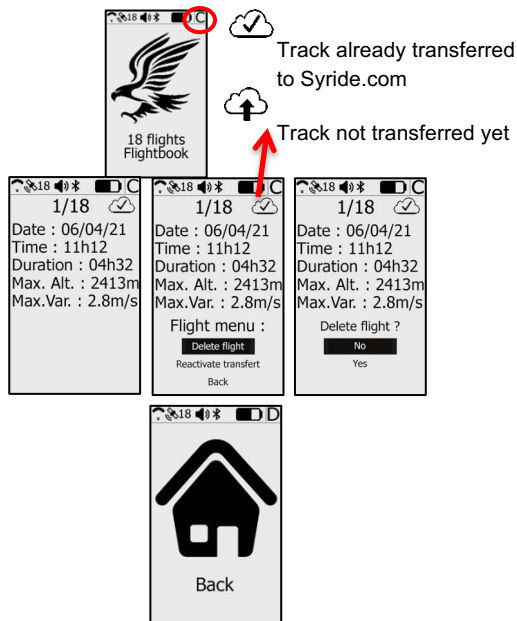 18 C
Track already transferred
to Syride.com
Track not transferred yet
18 flights
Flightbook
18 C
1/18
Date : 06/04/21
Time : 11h12
Duration : 04h32
Max. Alt. : 2413m
Max.Var. : 2.8m/s
18 C
1/18
Date : 06/04/21
Time : 11h12
Duration : 04h32
Max. Alt. : 2413m
Max.Var. : 2.8m/s
Flight menu :
Delete flight
Reactivate transfert
Back
18 C
1/18
Date : 06/04/21
Time : 11h12
Duration : 04h32
Max. Alt. : 2413m
Max.Var. : 2.8m/s
Delete flight ?
No
Yes
18 D
Back